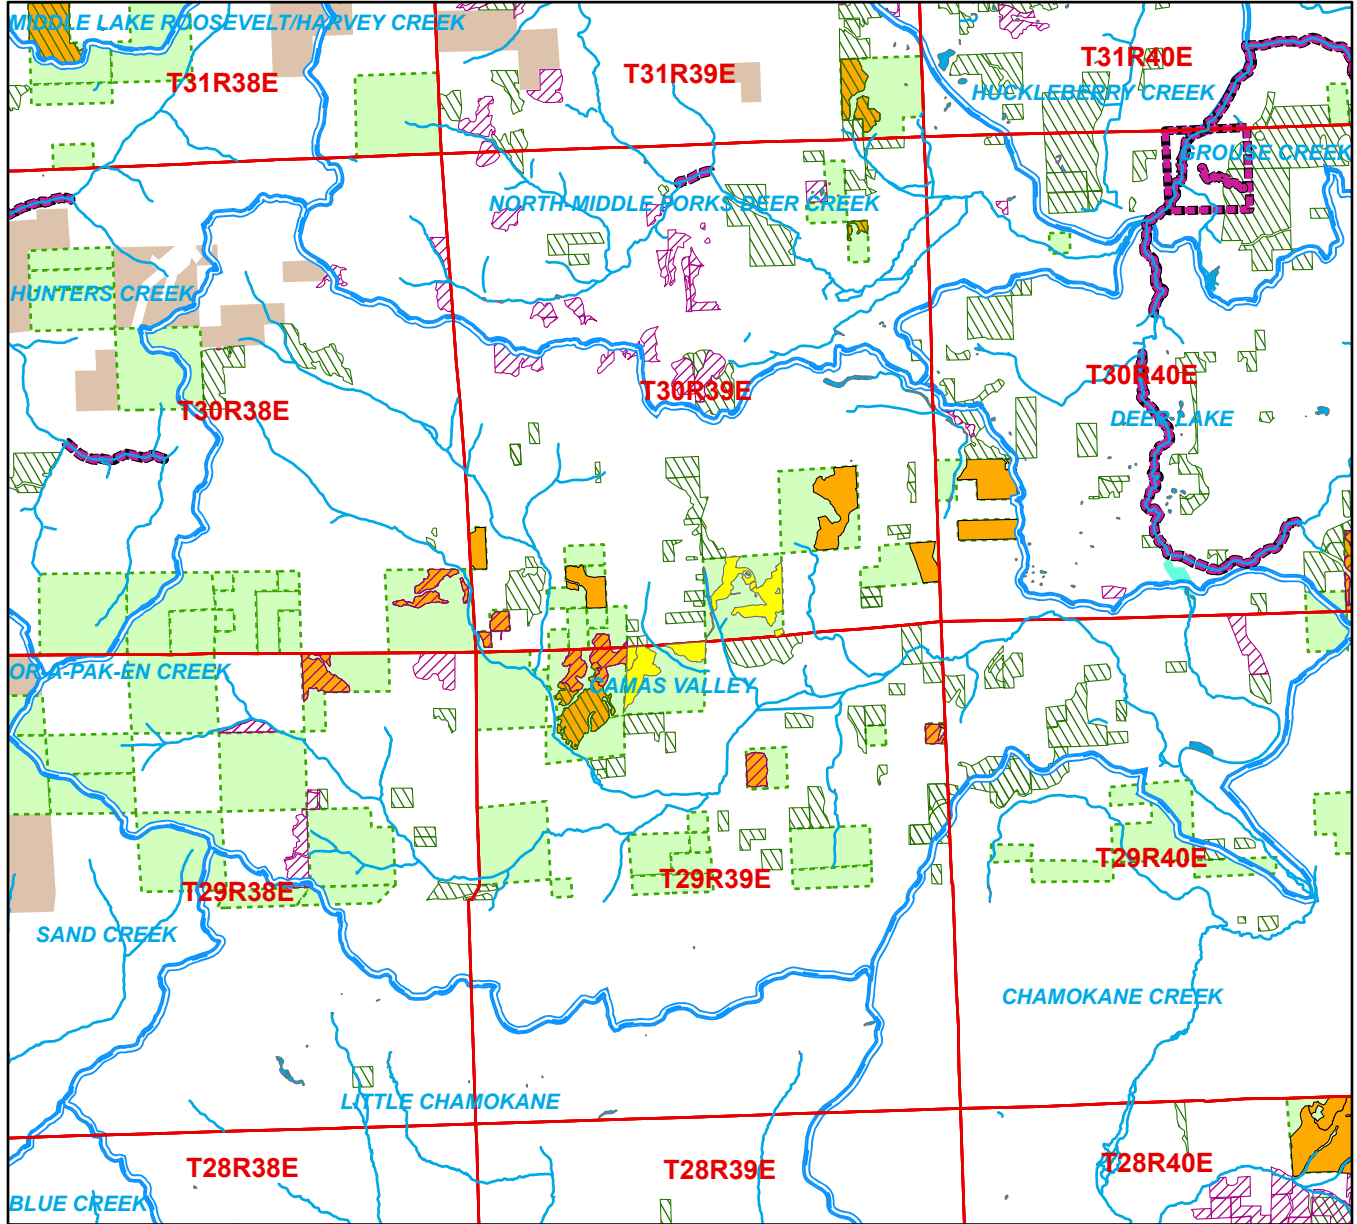 MIDDLE LAKE ROOSEVELT/HARVEY CREEK
T31R38E
T31R39E
T31R40E
HUCKLEBERRY CREEK
GROUSE CREEK
NORTH-MIDDLE FORKS DEER CREEK
HUNTERS CREEK
T30R38E
T30R39E
T30R40E
DEER LAKE
OR-A-PAK-EN CREEK
CAMAS VALLEY
T29R38E
T29R39E
T29R40E
SAND CREEK
CHAMOKANE CREEK
LITTLE CHAMOKANE
T28R38E
T28R39E
T28R40E
BLUE CREEK